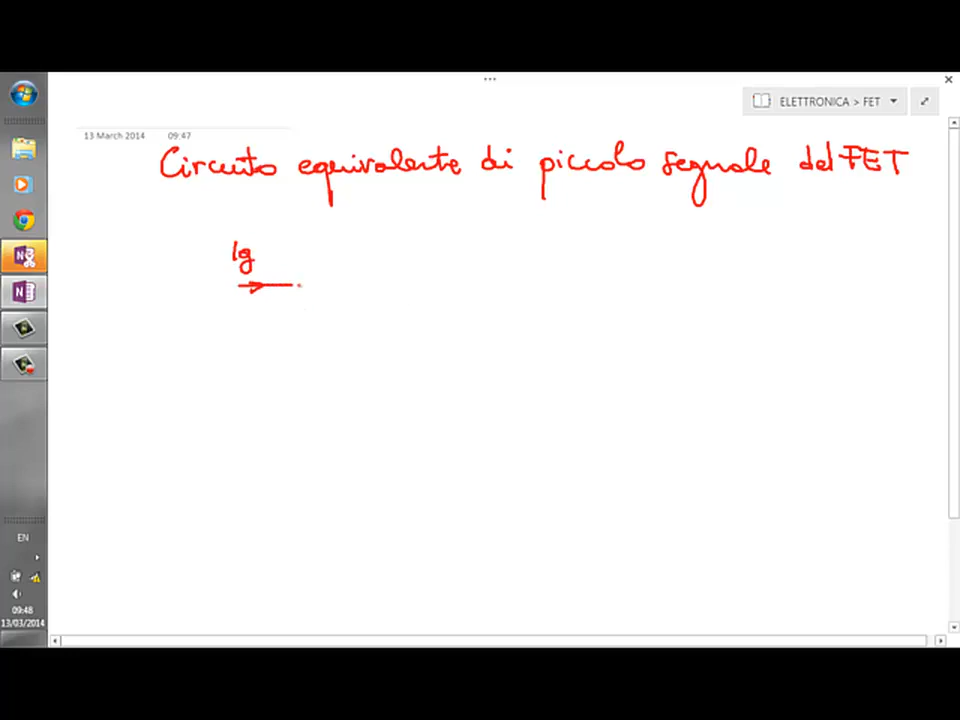 ELETTRONICA > FET
13 March 2014 09:47
Circuito equivalente di piccolo segnale del FET
Ig
EN
09:48
13/03/2014